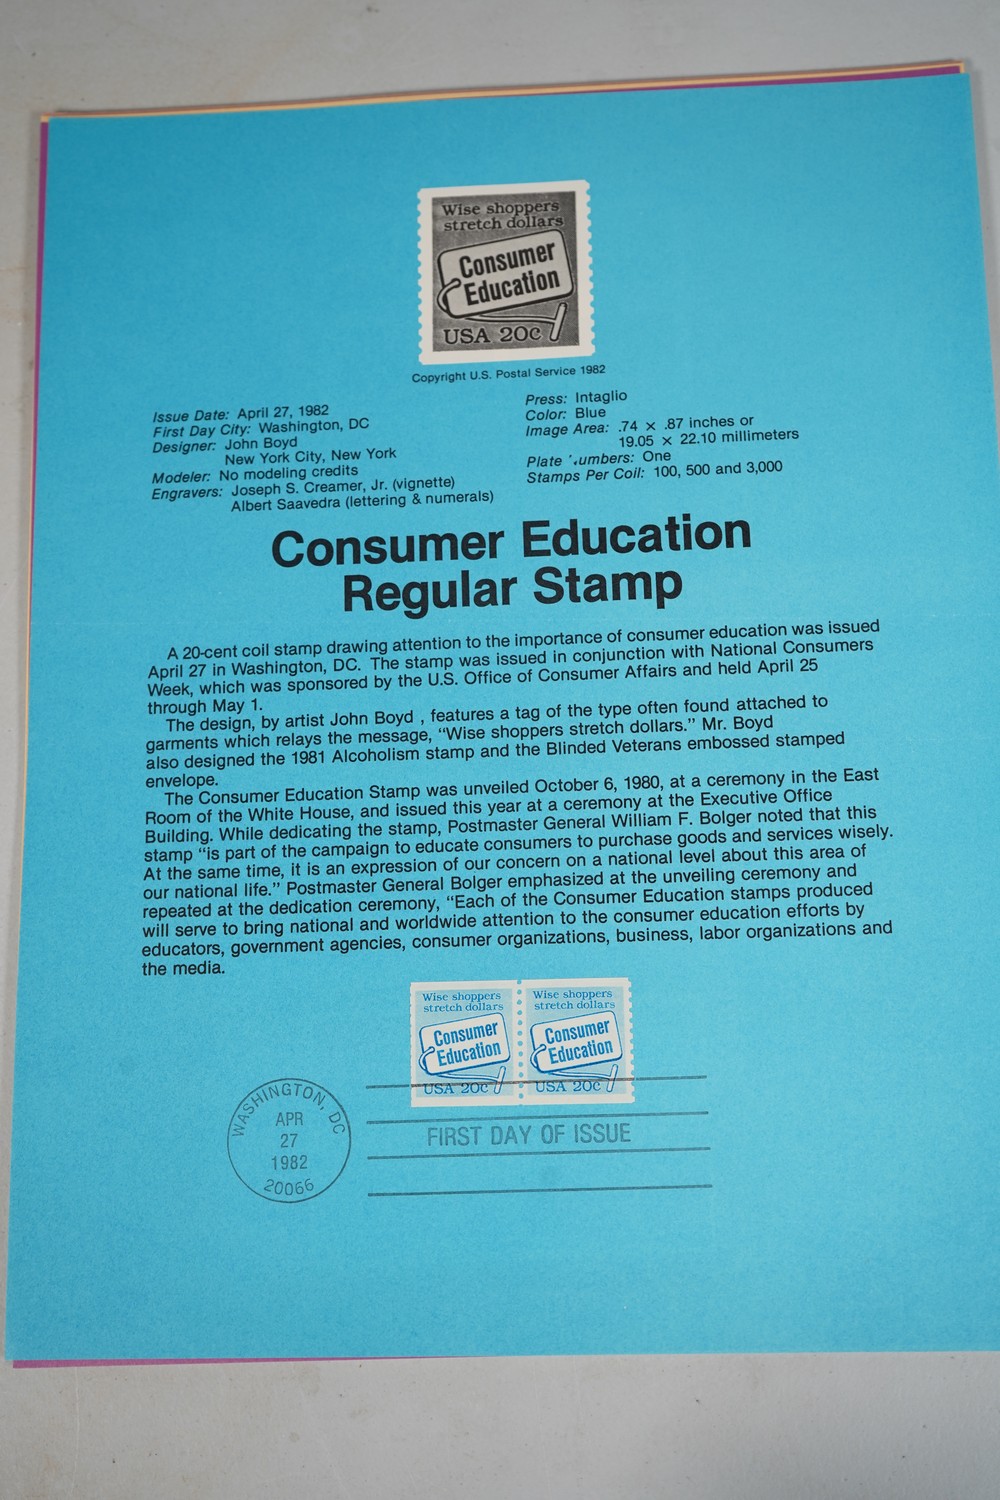 Wise shoppers
stretch dollars
Consumer
Education
USA 20c
Copyright U.S. Postal Service 1982
Issue Date: April 27, 1982
First Day City: Washington, DC
Designer: John Boyd
New York City, New York
Modeler: No modeling credits
Engravers: Joseph S. Creamer, Jr. (vignette)
Albert Saavedra (lettering & numerals)
Press: Intaglio
Color: Blue
Image Area: .74 × .87 inches or
19.05 × 22.10 millimeters
Plate umbers: One
Stamps Per Coil: 100, 500 and 3,000
Consumer Education
Regular Stamp
A 20-cent coil stamp drawing attention to the importance of consumer education was issued
April 27 in Washington, DC. The stamp was issued in conjunction with National Consumers
Week, which was sponsored by the U.S. Office of Consumer Affairs and held April 25
through May 1.
The design, by artist John Boyd , features a tag of the type often found attached to
garments which relays the message, “Wise shoppers stretch dollars.” Mr. Boyd
also designed the 1981 Alcoholism stamp and the Blinded Veterans embossed stamped
envelope.
The Consumer Education Stamp was unveiled October 6, 1980, at a ceremony in the East
Room of the White House, and issued this year at a ceremony at the Executive Office
Building. While dedicating the stamp, Postmaster General William F. Bolger noted that this
stamp “is part of the campaign to educate consumers to purchase goods and services wisely.
At the same time, it is an expression of our concern on a national level about this area of
our national life.” Postmaster General Bolger emphasized at the unveiling ceremony and
repeated at the dedication ceremony, “Each of the Consumer Education stamps produced
will serve to bring national and worldwide attention to the consumer education efforts by
educators, government agencies, consumer organizations, business, labor organizations and
the media.
Wise shoppers
stretch dollars
Consumer
Education
USA 20c
Wise shoppers
stretch dollars
Consumer
Education
USA 20c
WASHINGTON, DC
APR
27
1982
20066
FIRST DAY OF ISSUE